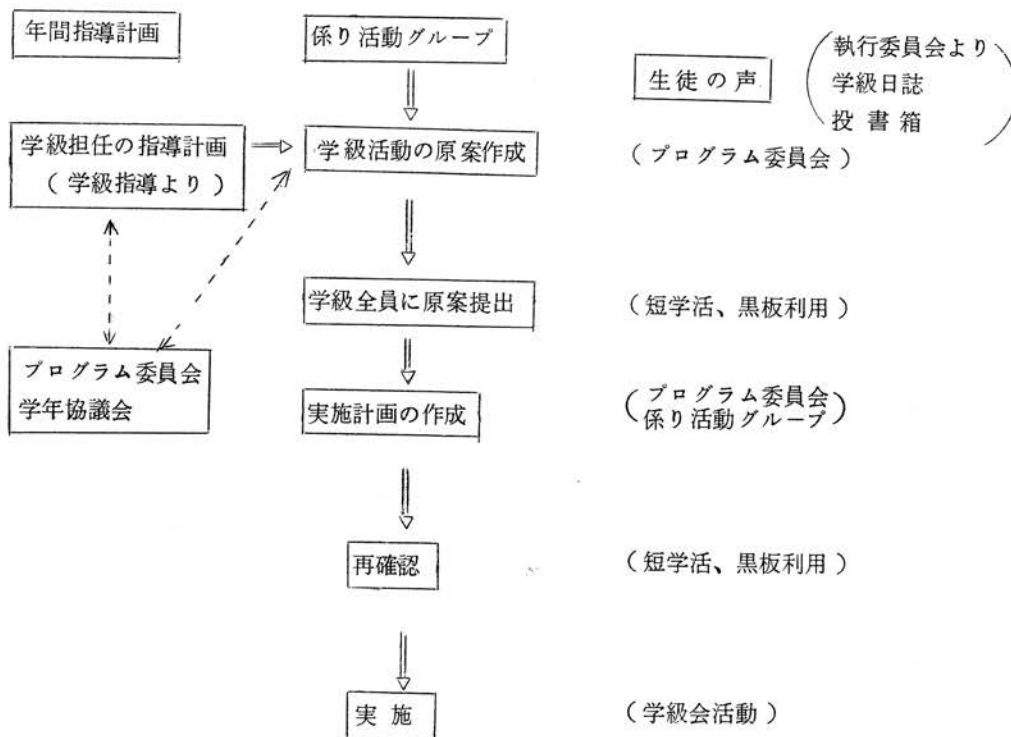 年間指導計画
係り活動グループ
生徒の声
執行委員会より
学級日誌
投書箱
学級担任の指導計画
(学級指導より)
学級活動の原案作成
(プログラム委員会)
学級全員に原案提出
(短学活、黒板利用)
プログラム委員会
学年協議会
実施計画の作成
(プログラム委員会
係り活動グループ)
再確認
(短学活、黒板利用)
実施
(学級会活動)